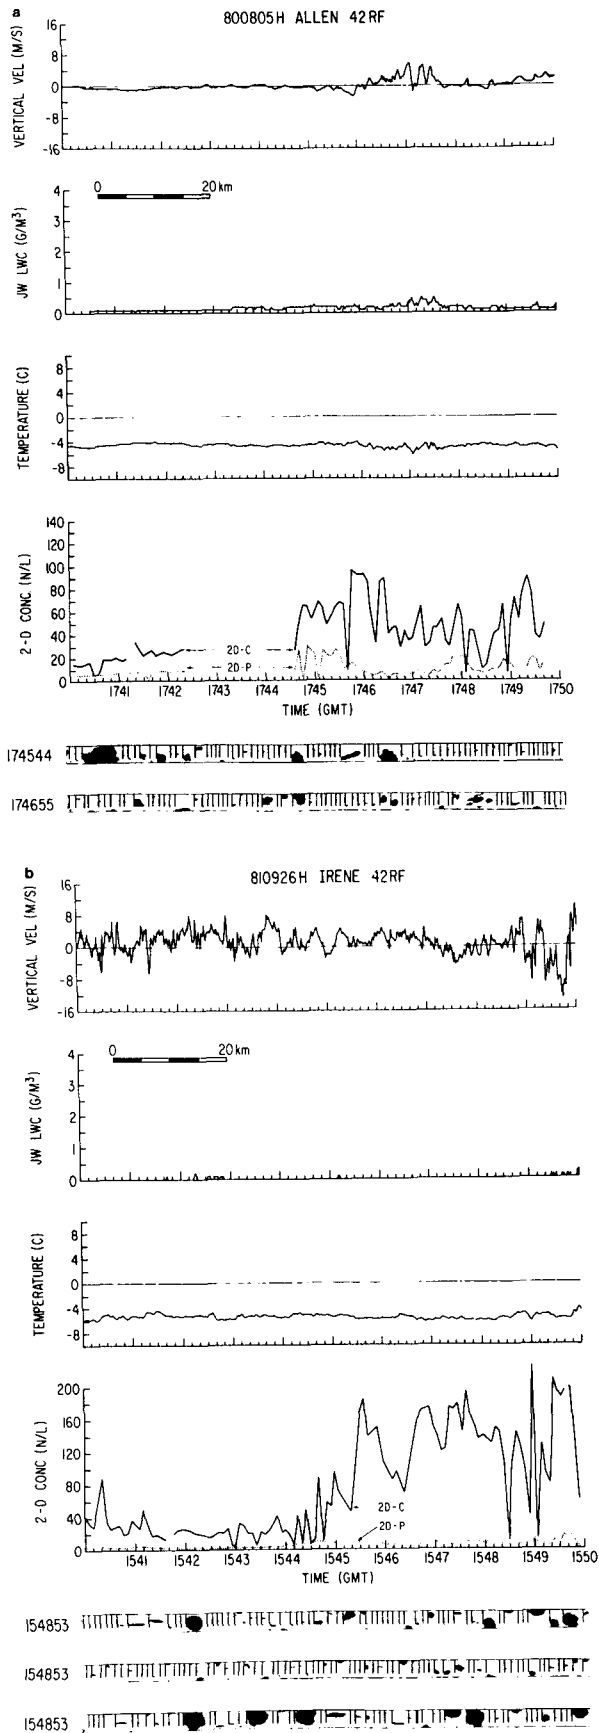 a
800805H ALLEN 42RF
VERTICAL VEL (M/S)
16
8
0
-8
-16
0 20 km
JW LWC (G/M³)
4
3
2
1
0
TEMPERATURE (C)
8
4
0
-4
-8
2-D CONC (N/L)
140
120
100
80
60
40
20
0
2D-C
2D-P
1741 1742 1743 1744 1745 1746 1747 1748 1749 1750
TIME (GMT)
174544
174655
b
810926H IRENE 42RF
VERTICAL VEL (M/S)
16
8
0
-8
-16
0 20 km
JW LWC (G/M³)
4
3
2
1
0
TEMPERATURE (C)
8
4
0
-4
-8
2-D CONC (N/L)
200
160
120
80
40
0
2D-C
2D-P
1541 1542 1543 1544 1545 1546 1547 1548 1549 1550
TIME (GMT)
154853
154853
154853